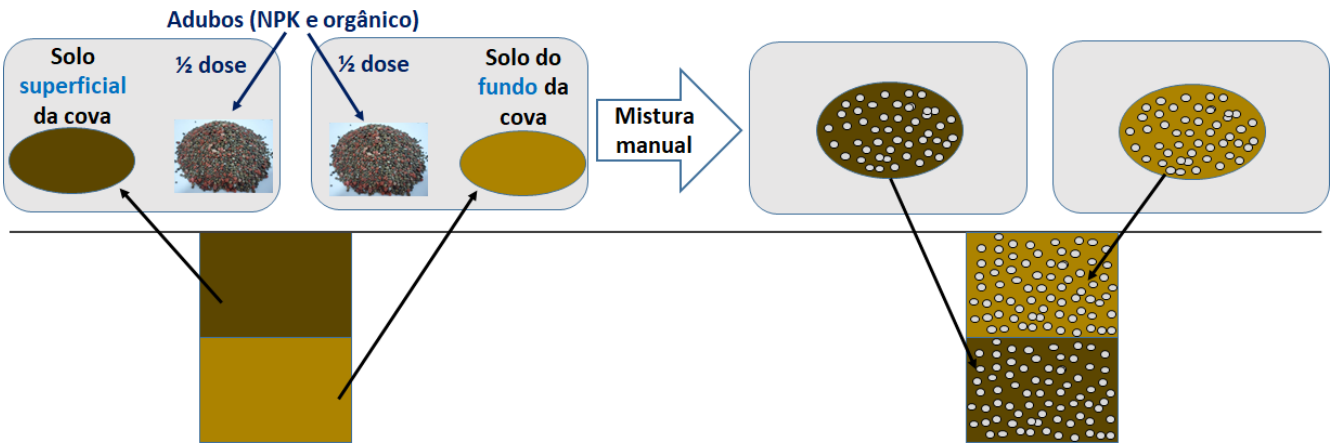 Adubos (NPK e orgânico)
Solo
superficial
da cova
½ dose
½ dose
Solo do
fundo da
cova
Mistura
manual